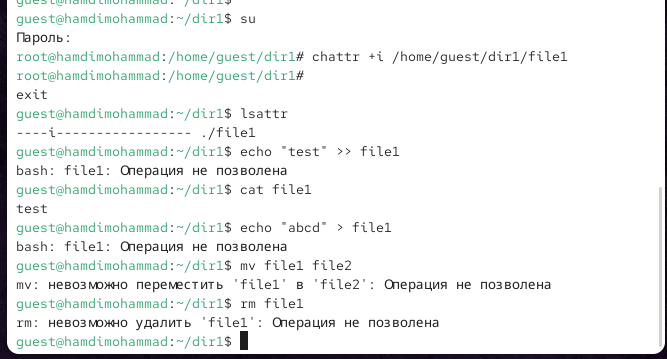 guest@hamdimohammad:~/dir1$ su
Пароль:
root@hamdimohammad:/home/guest/dir1# chattr +i /home/guest/dir1/file1
root@hamdimohammad:/home/guest/dir1#
exit
guest@hamdimohammad:~/dir1$ lsattr
----i----------------- ./file1
guest@hamdimohammad:~/dir1$ echo "test" >> file1
bash: file1: Операция не позволена
guest@hamdimohammad:~/dir1$ cat file1
test
guest@hamdimohammad:~/dir1$ echo "abcd" > file1
bash: file1: Операция не позволена
guest@hamdimohammad:~/dir1$ mv file1 file2
mv: невозможно переместить 'file1' в 'file2': Операция не позволена
guest@hamdimohammad:~/dir1$ rm file1
rm: невозможно удалить 'file1': Операция не позволена
guest@hamdimohammad:~/dir1$